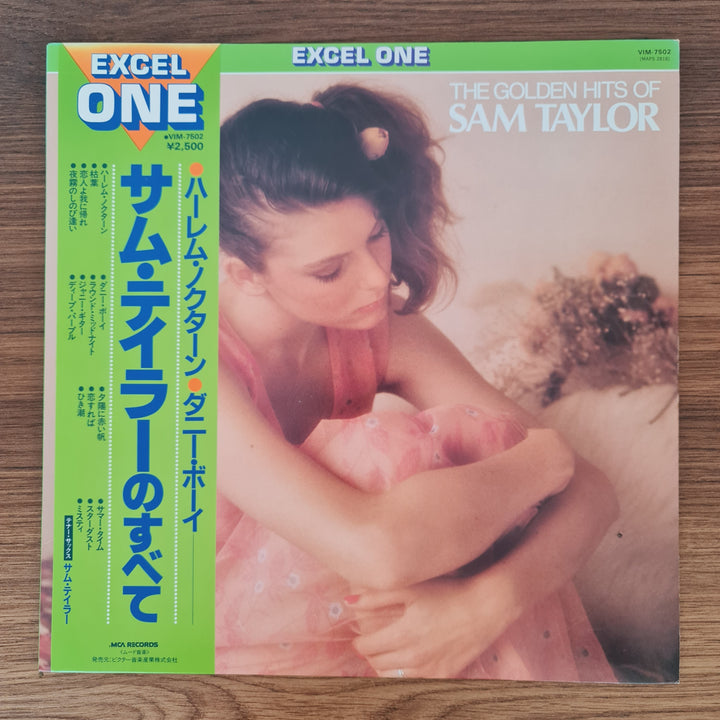 EXCEL ONE
VIM-7502
(MAPS 2818)
THE GOLDEN HITS OF
SAM TAYLOR
EXCEL
ONE
●VIM-7502
¥2,500
●ハーレム・ノクターン●ダニー・ボーイ
サム・テイラーのすべて
●ハーレム・ノクターン
●枯葉
●恋人よ我に帰れ
●夜霧のしのび逢い
●ダニー・ボーイ
●ラウンド・ミッドナイト
●ジャニー・ギター
●ディープ・パープル
●夕陽に赤い帆
●恋すれば
●ひき潮
●サマー・タイム
●スターダスト
●ミスティ
テナー・サックス サム・テイラー
MCA RECORDS
〈ムード音楽〉
発売元:ビクター音楽産業株式会社